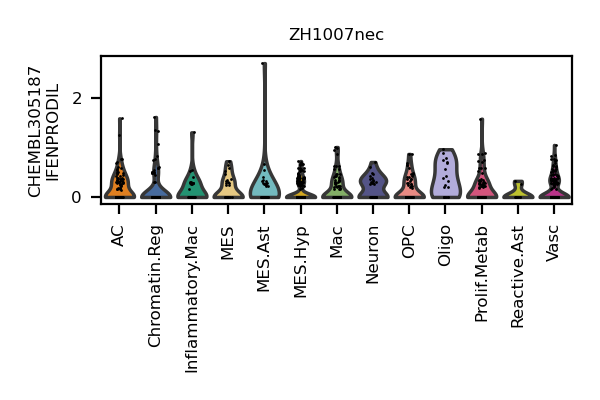 ZH1007nec
CHEMBL305187
IFENPRODIL
2
0
AC
Chromatin.Reg
Inflammatory.Mac
MES
MES.Ast
MES.Hyp
Mac
Neuron
OPC
Oligo
Prolif.Metab
Reactive.Ast
Vasc